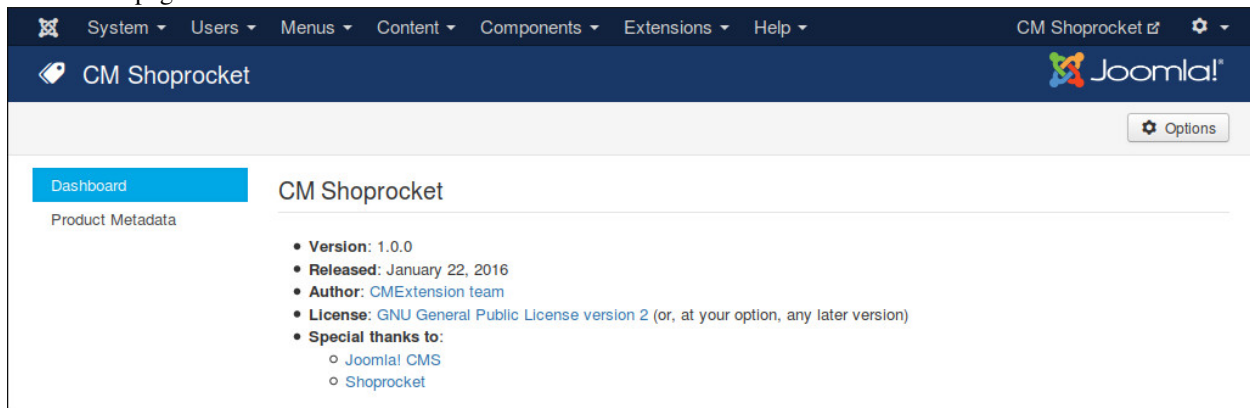 System Users Menus Content Components Extensions Help CM Shoprocket
CM Shoprocket Joomla!®
Options
Dashboard
CM Shoprocket
Product Metadata
• Version: 1.0.0
• Released: January 22, 2016
• Author: CMExtension team
• License: GNU General Public License version 2 (or, at your option, any later version)
• Special thanks to:
○ Joomla! CMS
○ Shoprocket